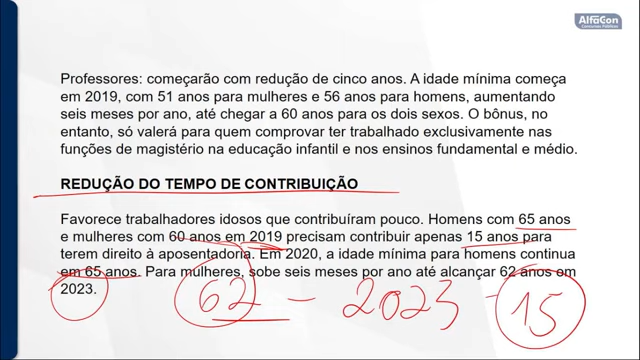 AlfaCon
Concursos Públicos
Professores: começarão com redução de cinco anos. A idade mínima começa
em 2019, com 51 anos para mulheres e 56 anos para homens, aumentando
seis meses por ano, até chegar a 60 anos para os dois sexos. O bônus, no
entanto, só valerá para quem comprovar ter trabalhado exclusivamente nas
funções de magistério na educação infantil e nos ensinos fundamental e médio.
REDUÇÃO DO TEMPO DE CONTRIBUIÇÃO
Favorece trabalhadores idosos que contribuíram pouco. Homens com 65 anos
e mulheres com 60 anos em 2019 precisam contribuir apenas 15 anos para
terem direito à aposentadoria. Em 2020, a idade mínima para homens continua
em 65 anos. Para mulheres, sobe seis meses por ano até alcançar 62 anos em
2023.
62 - 2023 - 15